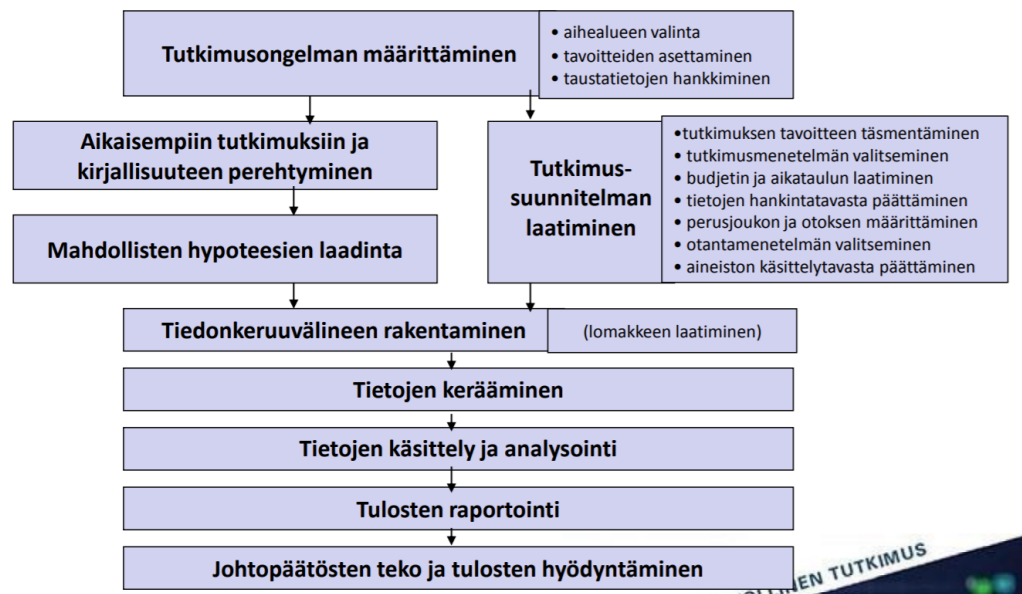 Tutkimusongelman määrittäminen
• aihealueen valinta
• tavoitteiden asettaminen
• taustatietojen hankkiminen
Aikaisempiin tutkimuksiin ja
kirjallisuuteen perehtyminen
Mahdollisten hypoteesien laadinta
Tutkimus-
suunnitelman
laatiminen
•tutkimuksen tavoitteen täsmentäminen
• tutkimusmenetelmän valitseminen
• budjetin ja aikataulun laatiminen
• tietojen hankintatavasta päättäminen
• perusjoukon ja otoksen määrittäminen
• otantamenetelmän valitseminen
• aineiston käsittelytavasta päättäminen
Tiedonkeruuvälineen rakentaminen
(lomakkeen laatiminen)
Tietojen kerääminen
Tietojen käsittely ja analysointi
Tulosten raportointi
Johtopäätösten teko ja tulosten hyödyntäminen
TUTKIMUS